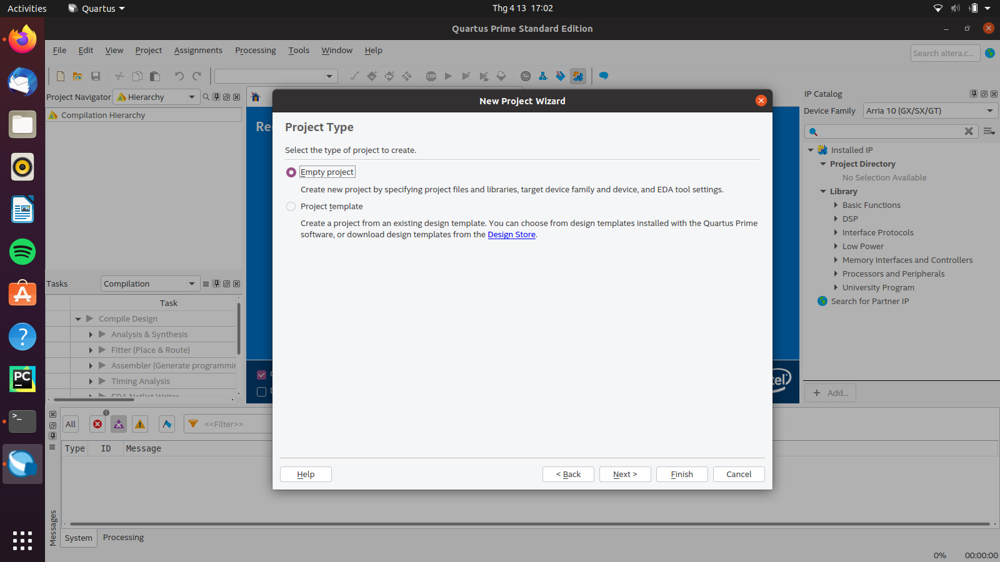 Activities
Quartus
Thg 4 13 17:02
Quartus Prime Standard Edition
File Edit View Project Assignments Processing Tools Window Help
Search altera.c...
STOP
Project Navigator
Hierarchy
Compilation Hierarchy
New Project Wizard
Project Type
Select the type of project to create.
Empty project
Create new project by specifying project files and libraries, target device family and device, and EDA tool settings.
Project template
Create a project from an existing design template. You can choose from design templates installed with the Quartus Prime
software, or download design templates from the Design Store.
Help
< Back
Next >
Finish
Cancel
IP Catalog
Device Family
Arria 10 (GX/SX/GT)
Installed IP
Project Directory
No Selection Available
Library
Basic Functions
DSP
Interface Protocols
Low Power
Memory Interfaces and Controllers
Processors and Peripherals
University Program
Search for Partner IP
+ Add...
Tasks
Compilation
Task
Compile Design
Analysis & Synthesis
Fitter (Place & Route)
Assembler (Generate programmin
Timing Analysis
EDA Netlist Writer
PC
All
1
<<Filter>>
Type ID Message
Messages
System
Processing
0% 00:00:00